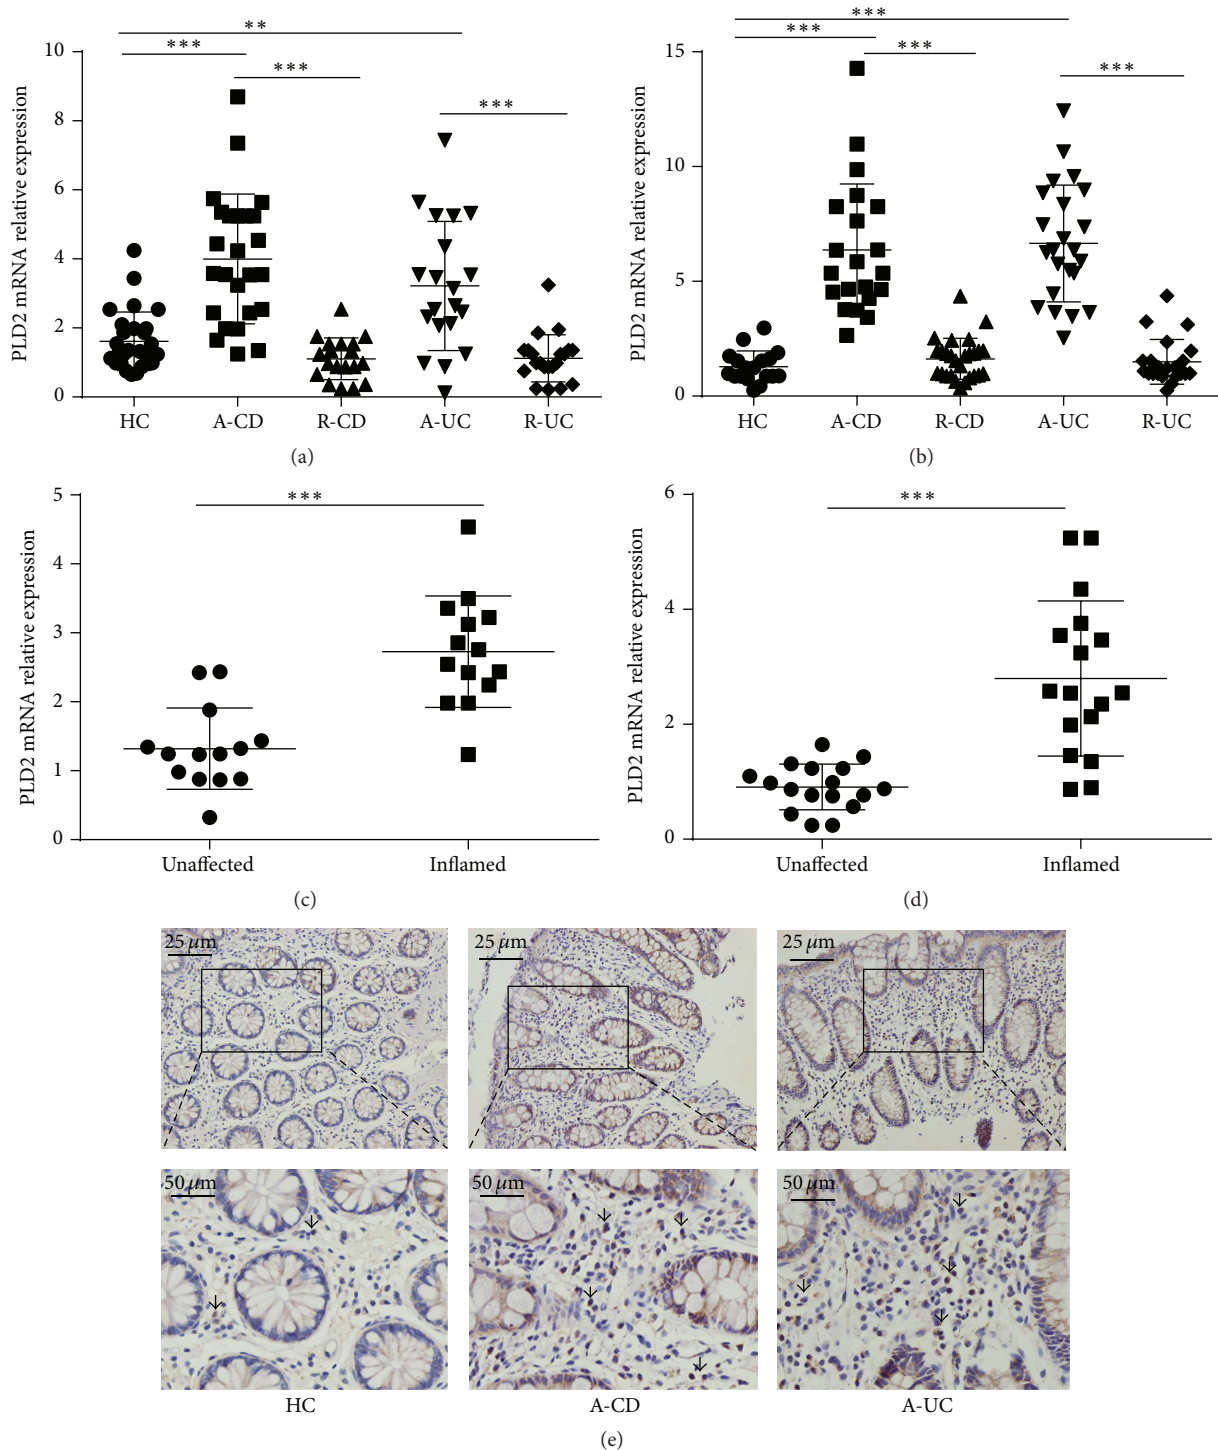 **
***
***
***
***
10
8
6
4
2
0
PLD2 mRNA relative expression
HC A-CD R-CD A-UC R-UC
(a)
***
***
***
***
15
10
5
0
PLD2 mRNA relative expression
HC A-CD R-CD A-UC R-UC
(b)
***
5
4
3
2
1
0
PLD2 mRNA relative expression
Unaffected Inflamed
(c)
***
6
4
2
0
PLD2 mRNA relative expression
Unaffected Inflamed
(d)
25 μm
25 μm
25 μm
50 μm
50 μm
50 μm
HC A-CD A-UC
(e)